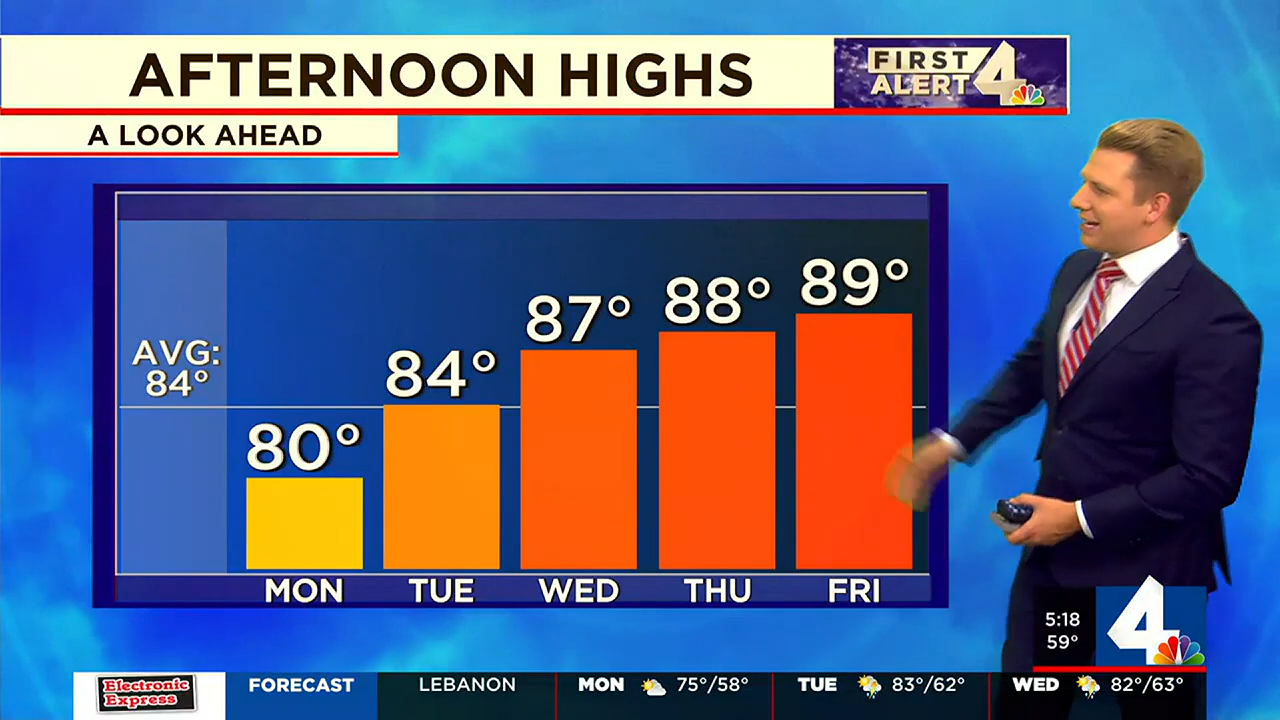 AFTERNOON HIGHS
FIRST
ALERT 4
A LOOK AHEAD
AVG:
84°
80°
84°
87°
88°
89°
MON TUE WED THU FRI
5:18
59°
4
Electronic
Express
FORECAST LEBANON MON 75°/58° TUE 83°/62° WED 82°/63°